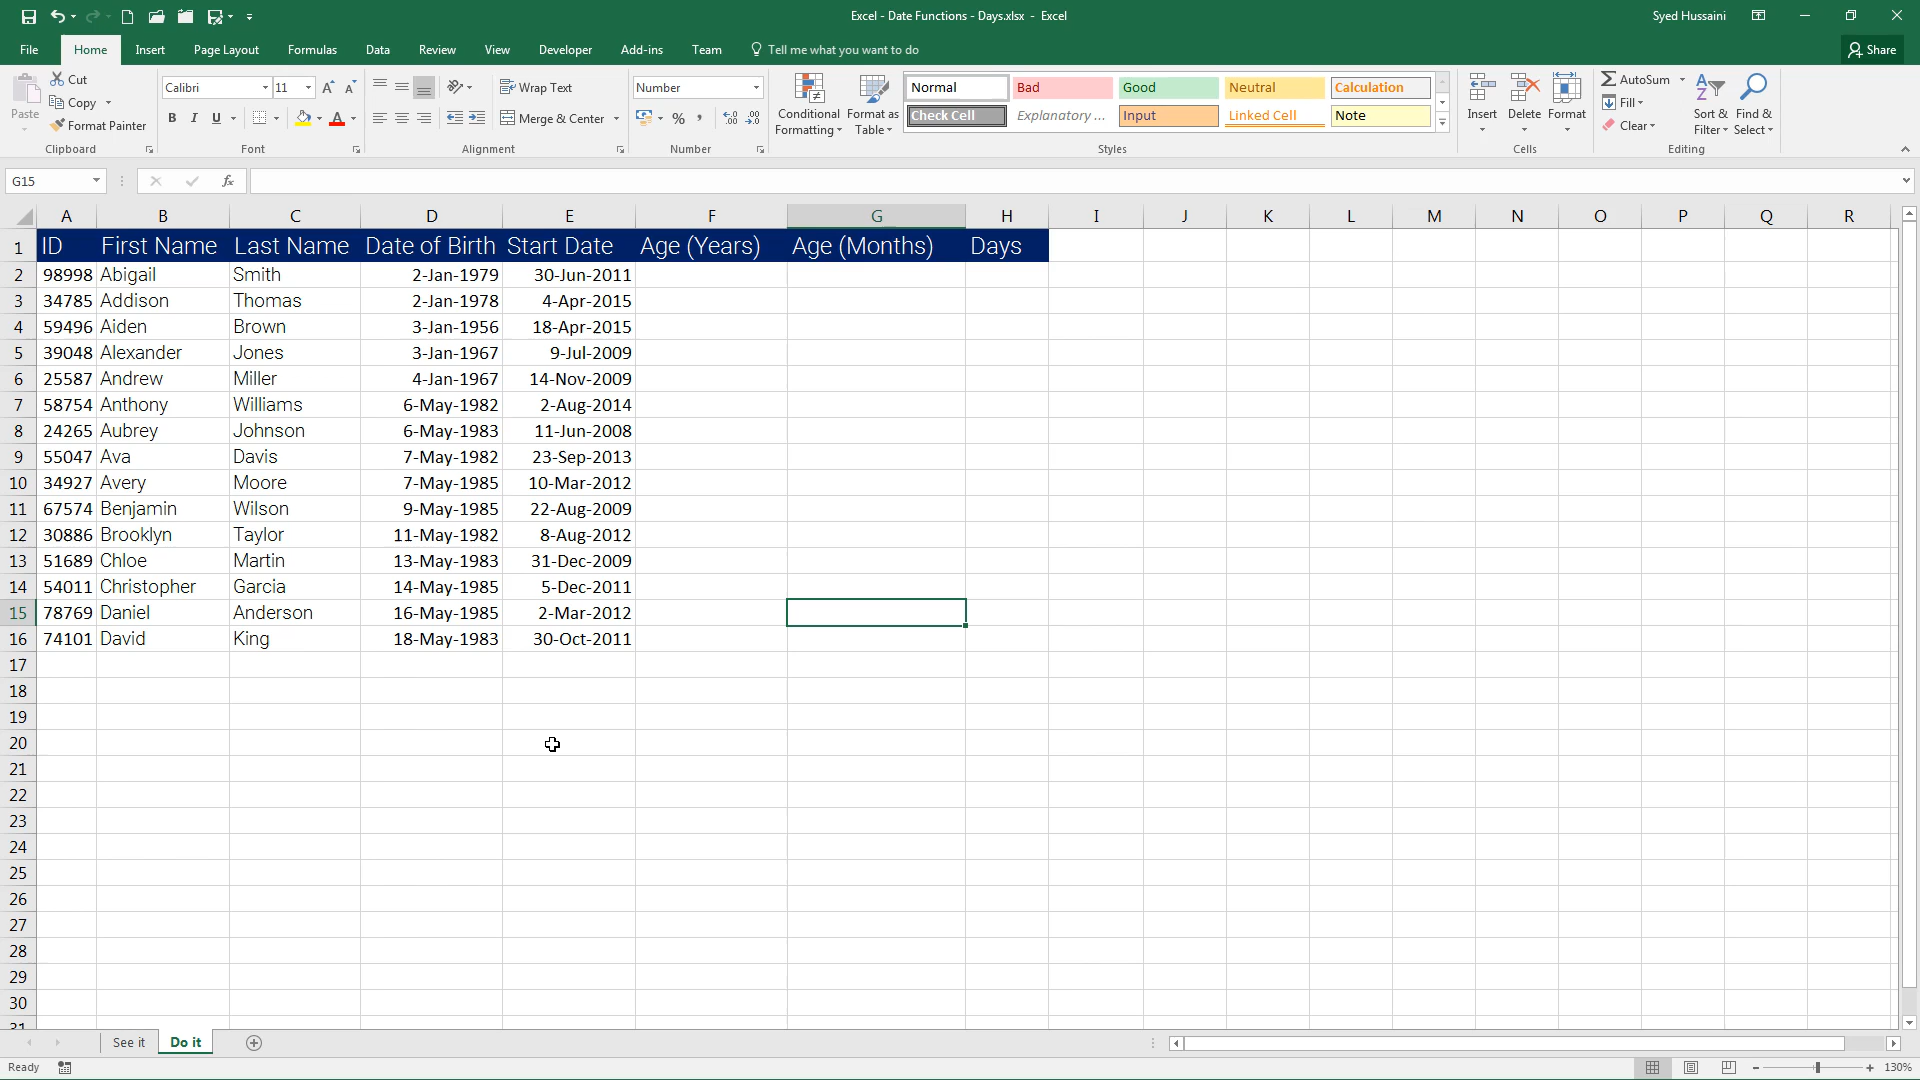 Excel - Date Functions - Days.xlsx - Excel
Syed Hussaini
File Home Insert Page Layout Formulas Data Review View Developer Add-ins Team Tell me what you want to do Share
Paste
Cut
Copy
Format Painter
Clipboard
Calibri 11
B I U
Font
Wrap Text
Merge & Center
Alignment
Number
% ,
Number
Conditional Formatting
Format as Table
Normal Bad Good Neutral Calculation
Check Cell Explanatory ... Input Linked Cell Note
Styles
Insert Delete Format
Cells
AutoSum
Fill
Clear
Sort & Filter
Find & Select
Editing
G15 fx
A B C D E F G H I J K L M N O P Q R
1 ID First Name Last Name Date of Birth Start Date Age (Years) Age (Months) Days
2 98998 Abigail Smith 2-Jan-1979 30-Jun-2011
3 34785 Addison Thomas 2-Jan-1978 4-Apr-2015
4 59496 Aiden Brown 3-Jan-1956 18-Apr-2015
5 39048 Alexander Jones 3-Jan-1967 9-Jul-2009
6 25587 Andrew Miller 4-Jan-1967 14-Nov-2009
7 58754 Anthony Williams 6-May-1982 2-Aug-2014
8 24265 Aubrey Johnson 6-May-1983 11-Jun-2008
9 55047 Ava Davis 7-May-1982 23-Sep-2013
10 34927 Avery Moore 7-May-1985 10-Mar-2012
11 67574 Benjamin Wilson 9-May-1985 22-Aug-2009
12 30886 Brooklyn Taylor 11-May-1982 8-Aug-2012
13 51689 Chloe Martin 13-May-1983 31-Dec-2009
14 54011 Christopher Garcia 14-May-1985 5-Dec-2011
15 78769 Daniel Anderson 16-May-1985 2-Mar-2012
16 74101 David King 18-May-1983 30-Oct-2011
17
18
19
20
21
22
23
24
25
26
27
28
29
30
31
See it Do it
Ready
130%